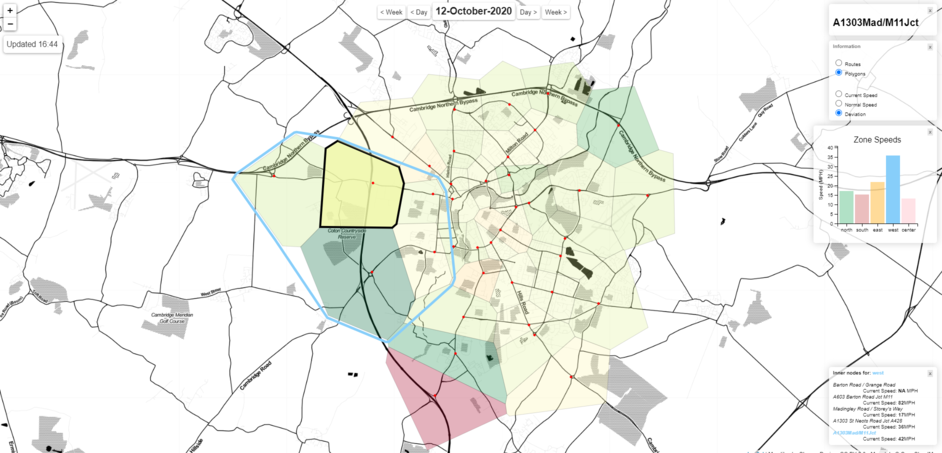 +
−
Updated 16:44
< Week
< Day
12-October-2020
Day >
Week >
A1303Mad/M11Jct
x
Information
x
Routes
Polygons
Current Speed
Normal Speed
Deviation
x
Zone Speeds
Speed (MPH)
40
35
30
25
20
15
10
5
0
north
south
east
west
center
Cambridge Northern Bypass
Cambridge Northern Bypass
Cambridge Northern Bypass
Cambridge Northern Bypass
Milton Road
Coton Countryside
Reserve
Hills Road
Cambridge Meridian
Golf Course
Cambridge Road
Inner nodes for: west
x
Barton Road / Grange Road
Current Speed: NA MPH
A603 Barton Road Jct M11
Current Speed: 52MPH
Madingley Road / Storey's Way
Current Speed: 17MPH
A1303 St Neots Road Jct A428
Current Speed: 36MPH
A1303Mad/M11Jct
Current Speed: 42MPH